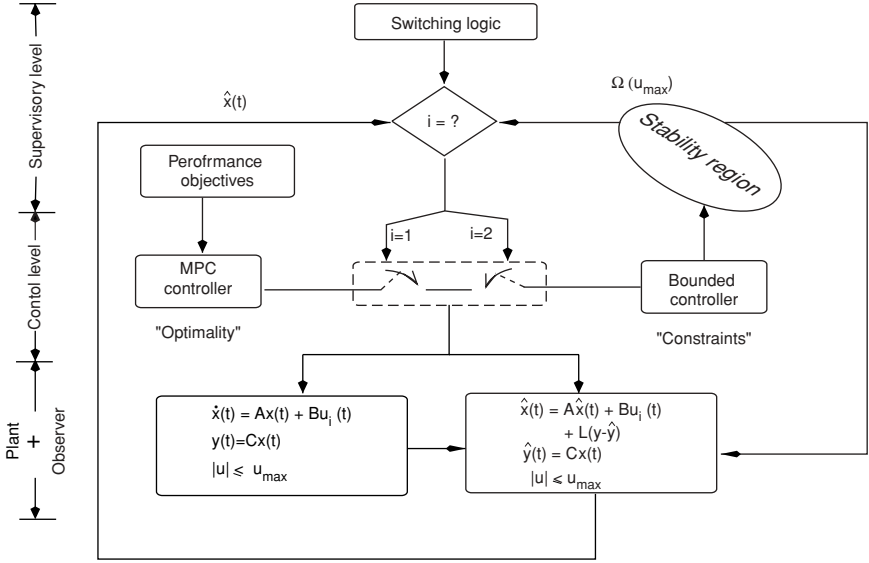 Switching logic
Supervisory level
x̂(t)
i = ?
Ω (u_max)
Stability region
Perofrmance
objectives
i=1
i=2
Contol level
MPC
controller
"Optimality"
Bounded
controller
"Constraints"
Plant
+
Observer
ẋ(t) = Ax(t) + Bu_i (t)
y(t)=Cx(t)
|u| ⩽ u_max
x̂(t) = Ax̂(t) + Bu_i (t)
+ L(y-ŷ)
ŷ(t) = Cx(t)
|u| ⩽ u_max